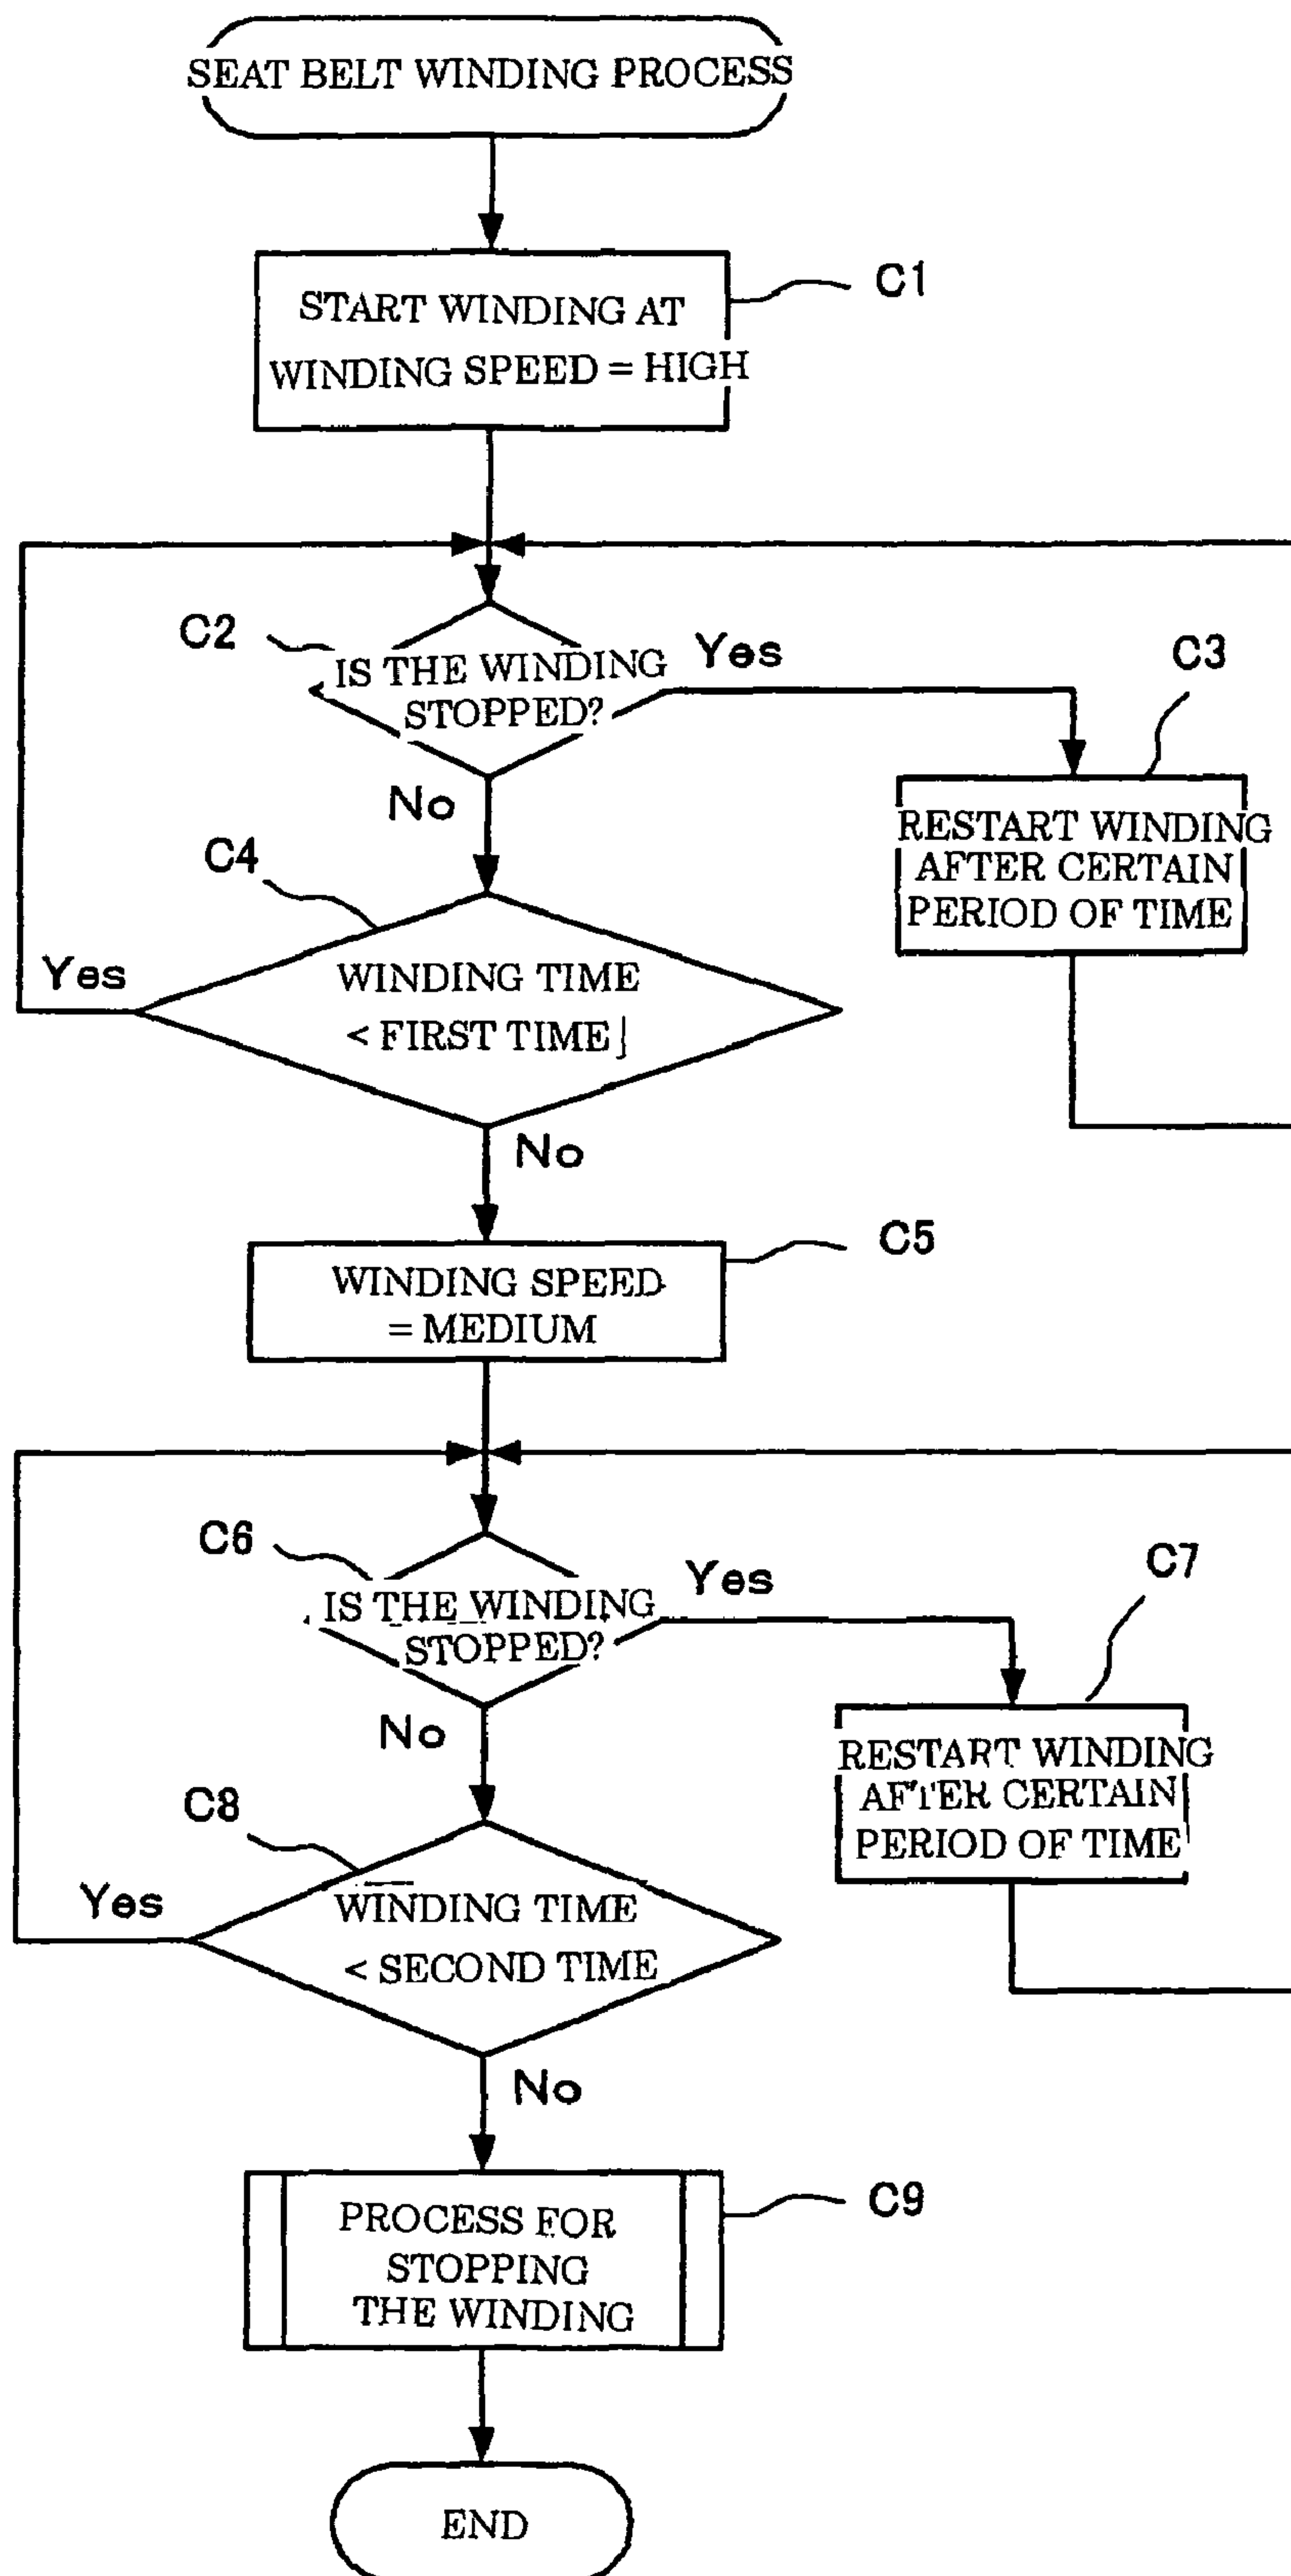 SEAT BELT WINDING PROCESS
START WINDING AT
WINDING SPEED = HIGH
C1
C2
IS THE WINDING
STOPPED?
Yes
No
C3
RESTART WINDING
AFTER CERTAIN
PERIOD OF TIME
C4
Yes
WINDING TIME
< FIRST TIME
No
C5
WINDING SPEED
= MEDIUM
C6
IS THE WINDING
STOPPED?
Yes
No
C7
RESTART WINDING
AFTER CERTAIN
PERIOD OF TIME
C8
Yes
WINDING TIME
< SECOND TIME
No
C9
PROCESS FOR
STOPPING
THE WINDING
END